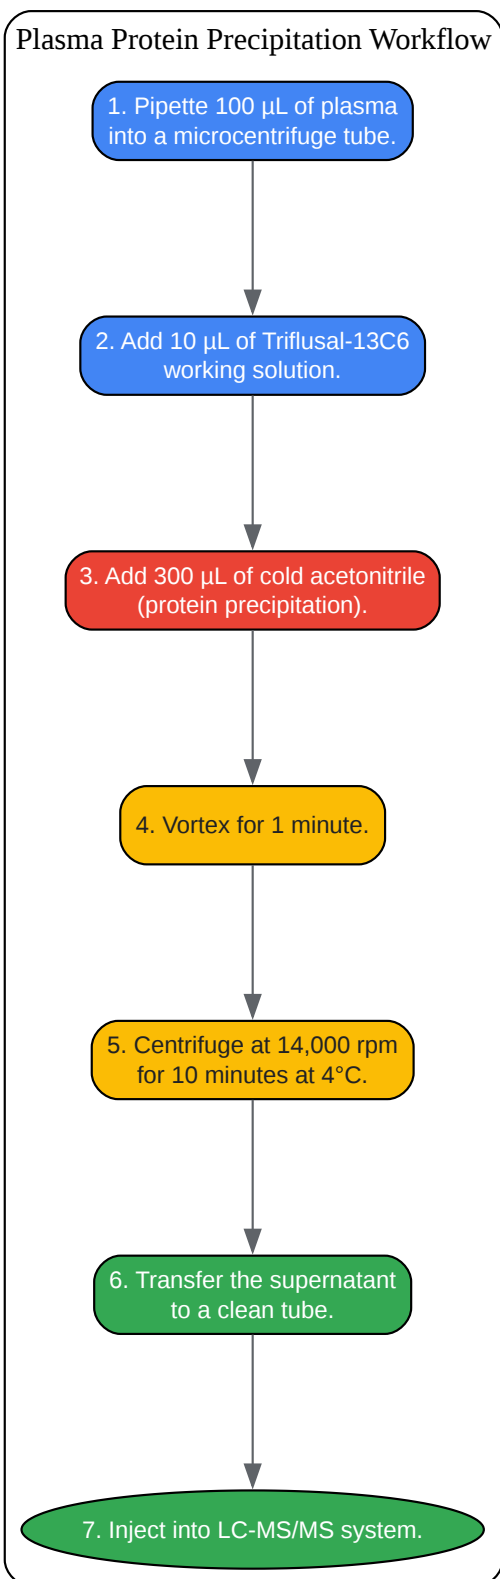 Plasma Protein Precipitation Workflow
1. Pipette 100 µL of plasma
into a microcentrifuge tube.
2. Add 10 µL of Triflusal-13C6
working solution.
3. Add 300 µL of cold acetonitrile
(protein precipitation).
4. Vortex for 1 minute.
5. Centrifuge at 14,000 rpm
for 10 minutes at 4°C.
6. Transfer the supernatant
to a clean tube.
7. Inject into LC-MS/MS system.